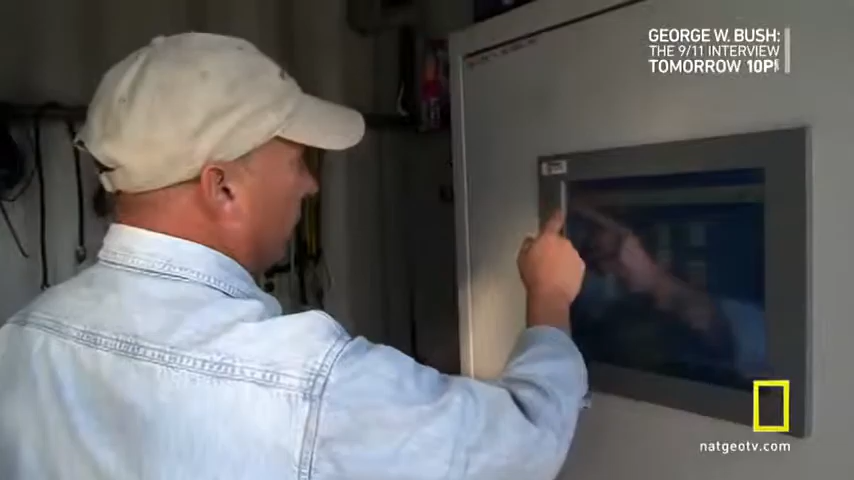 GEORGE W. BUSH:
THE 9/11 INTERVIEW
TOMORROW 10P
natgeotv.com